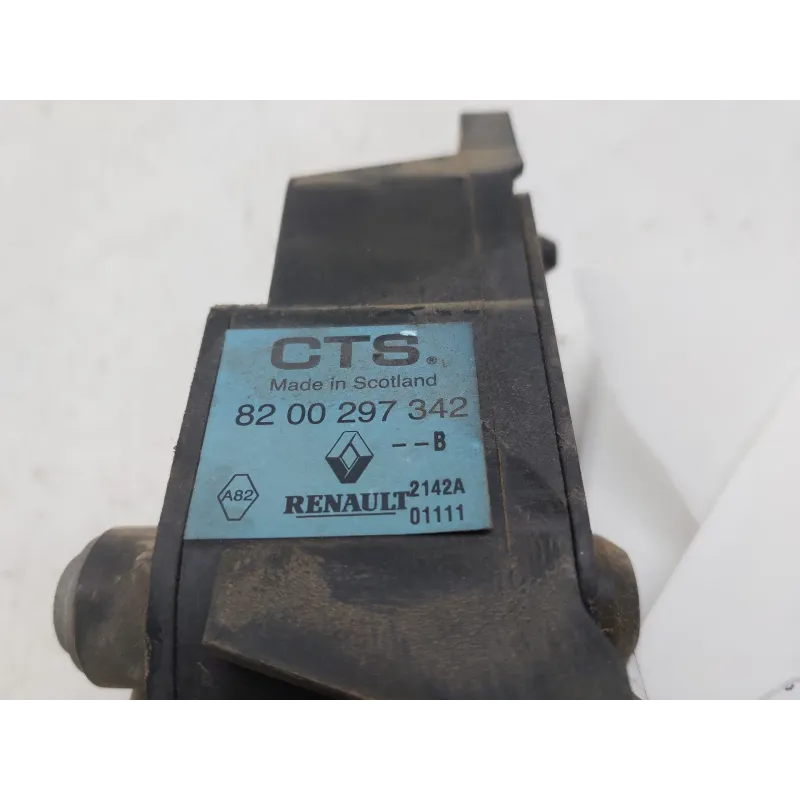 CTS®
Made in Scotland
82 00 297 342
--B
A82
RENAULT
2142A
01111